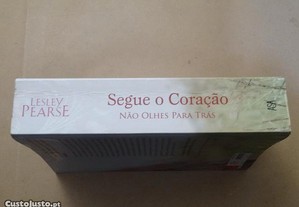 LESLEY
PEARSE
Segue o Coração
NÃO OLHES PARA TRÁS
CustoJusto.pt